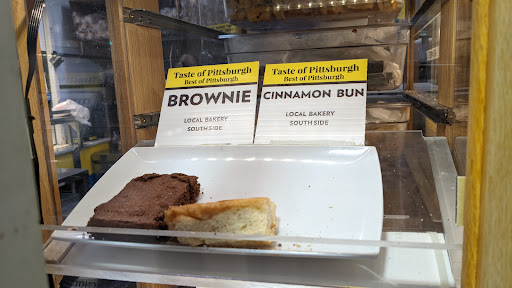 Taste of Pittsburgh
Best of Pittsburgh
BROWNIE
LOCAL BAKERY
SOUTH SIDE
Taste of Pittsburgh
Best of Pittsburgh
CINNAMON BUN
LOCAL BAKERY
SOUTH SIDE